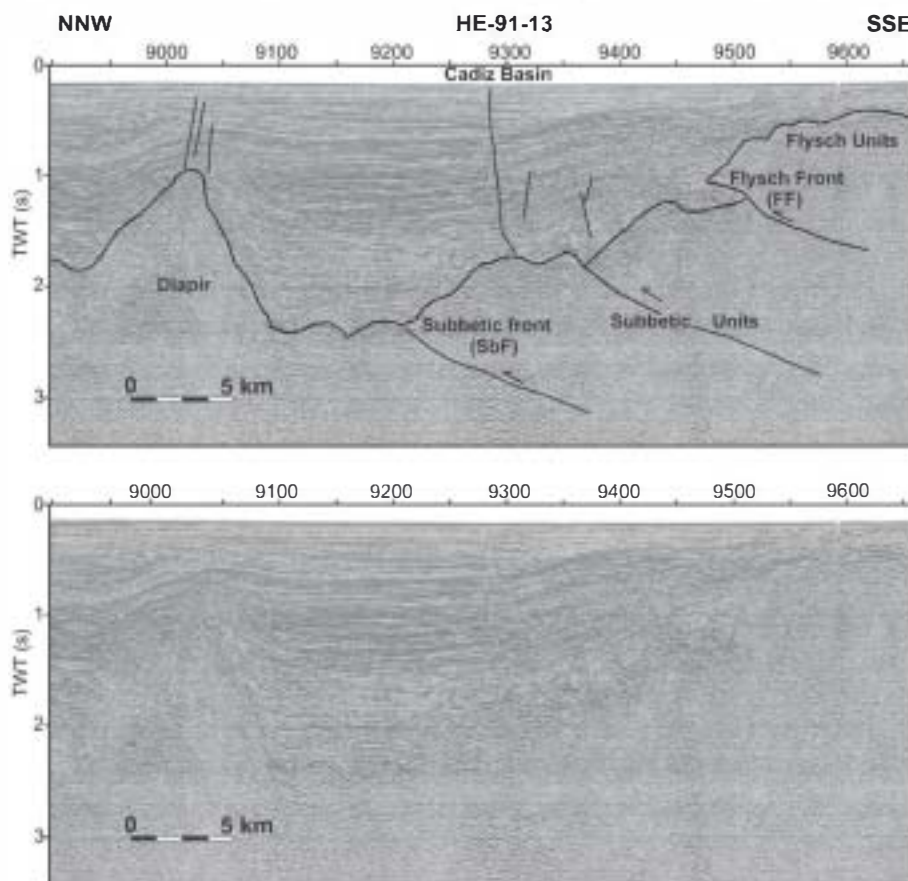 NNW HE-91-13 SSE
9000 9100 9200 9300 9400 9500 9600
0
Cadiz Basin
Flysch Units
1
Flysch Front
(FF)
TWT (s)
2
Diapir
Subbetic front
(SbF)
Subbetic Units
0 5 km
3
9000 9100 9200 9300 9400 9500 9600
0
1
TWT (s)
2
0 5 km
3